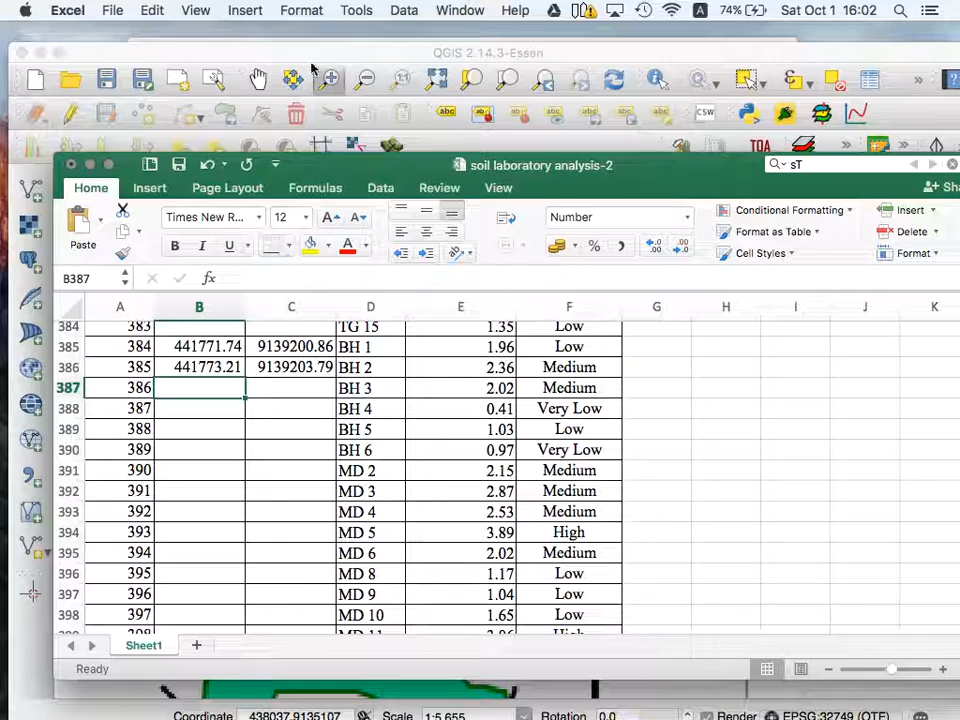 Excel File Edit View Insert Format Tools Data Window Help A 74% Sat Oct 1 16:02
QGIS 2.14.3-Essen
abc CSW
TOA
soil laboratory analysis-2 sT
Home Insert Page Layout Formulas Data Review View Sha
Paste Times New R... 12 A A Number Conditional Formatting Insert
Format as Table Delete
B I U A % Cell Styles Format
B387 fx
A B C D E F G H I J K
384 383 TG 15 1.35 Low
385 384 441771.74 9139200.86 BH 1 1.96 Low
386 385 441773.21 9139203.79 BH 2 2.36 Medium
387 386 BH 3 2.02 Medium
388 387 BH 4 0.41 Very Low
389 388 BH 5 1.03 Low
390 389 BH 6 0.97 Very Low
391 390 MD 2 2.15 Medium
392 391 MD 3 2.87 Medium
393 392 MD 4 2.53 Medium
394 393 MD 5 3.89 High
395 394 MD 6 2.02 Medium
396 395 MD 8 1.17 Low
397 396 MD 9 1.04 Low
398 397 MD 10 1.65 Low
398 MD 11 High
Sheet1 +
Ready
Coordinate 438037,9135107 Scale 1:5,655 Rotation 0.0 Render EPSG:32749 (OTF)